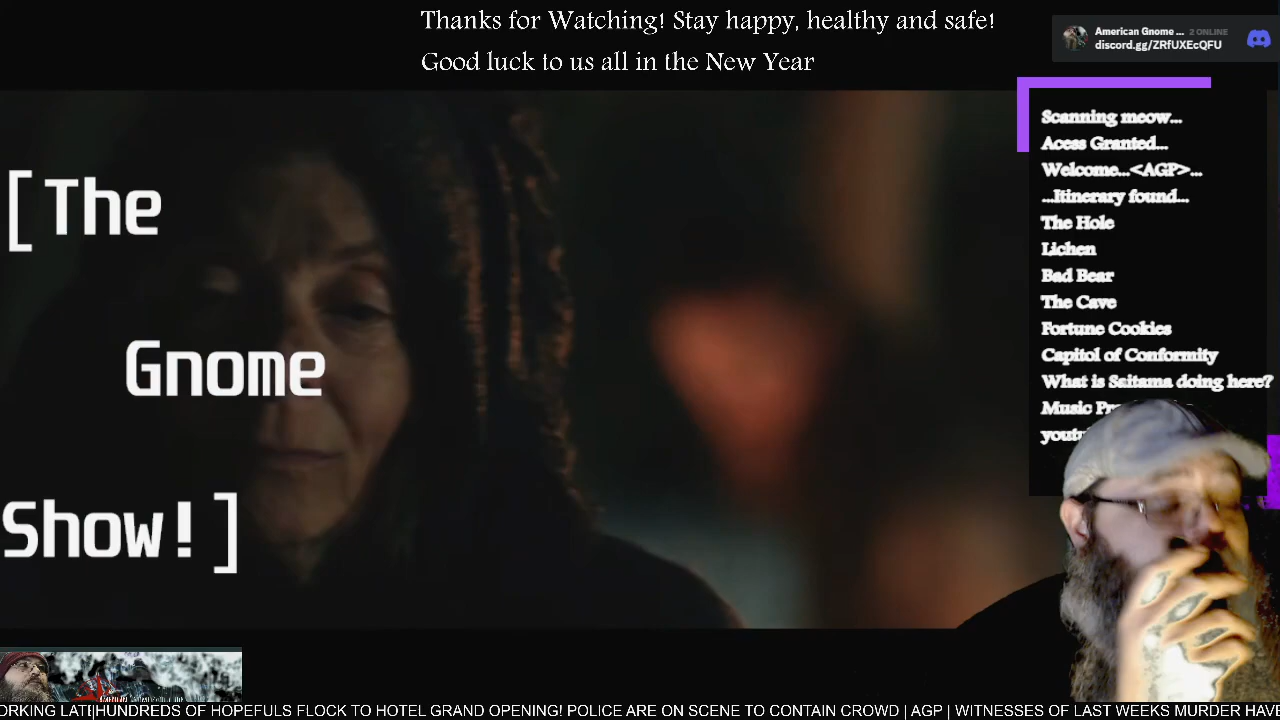 Thanks for Watching! Stay happy, healthy and safe!
Good luck to us all in the New Year
American Gnome ... 2 ONLINE
discord.gg/ZRfUXEcQFU
Scanning meow...
Acess Granted...
Welcome...<AGP>...
...Itinerary found...
The Hole
Lichen
Bad Bear
The Cave
Fortune Cookies
Capitol of Conformity
What is Saitama doing here?
Music
[The
Gnome
Show!]
ORKING LATI|HUNDREDS OF HOPEFULS FLOCK TO HOTEL GRAND OPENING! POLICE ARE ON SCENE TO CONTAIN CROWD | AGP | WITNESSES OF LAST WEEKS MURDER HAVE